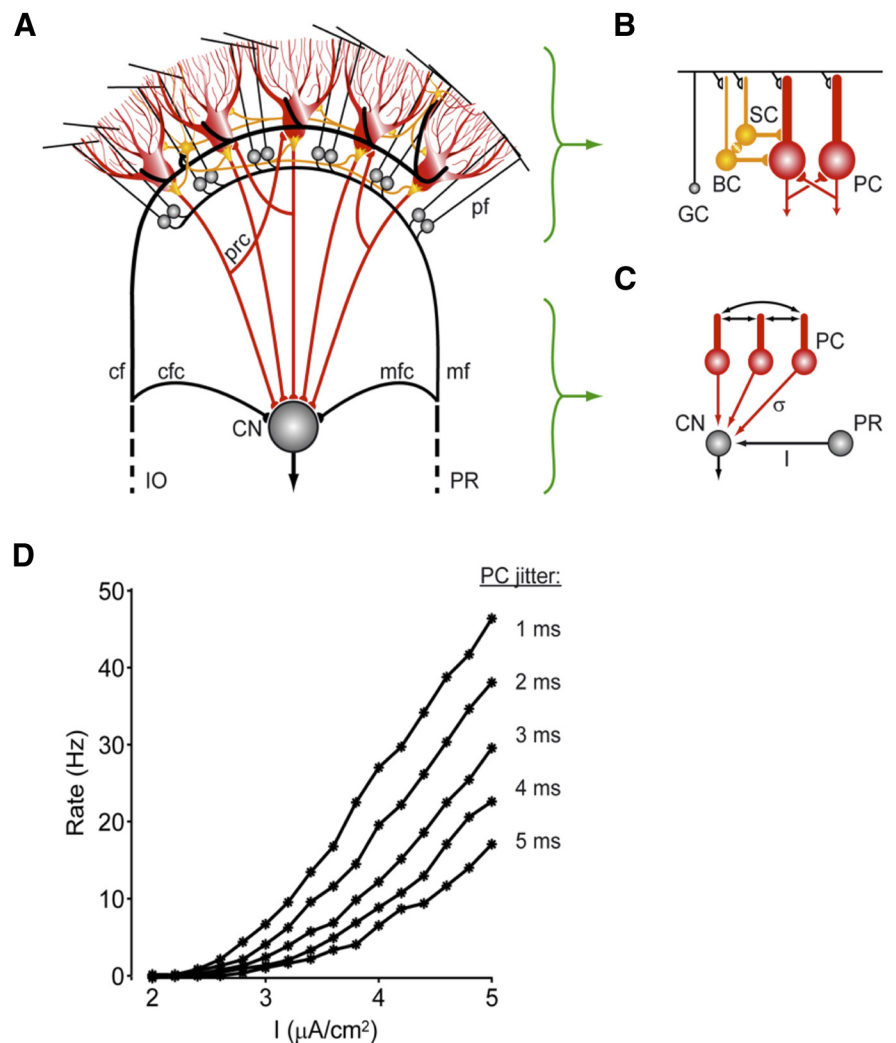 A
prc
pf
cf
cfc
mfc
mf
CN
IO
PR
B
SC
BC
PC
GC
C
PC
σ
CN
PR
I
D
PC jitter:
50
1 ms
40
2 ms
3 ms
30
4 ms
20
5 ms
10
0
Rate (Hz)
2 3 4 5
I (μA/cm²)